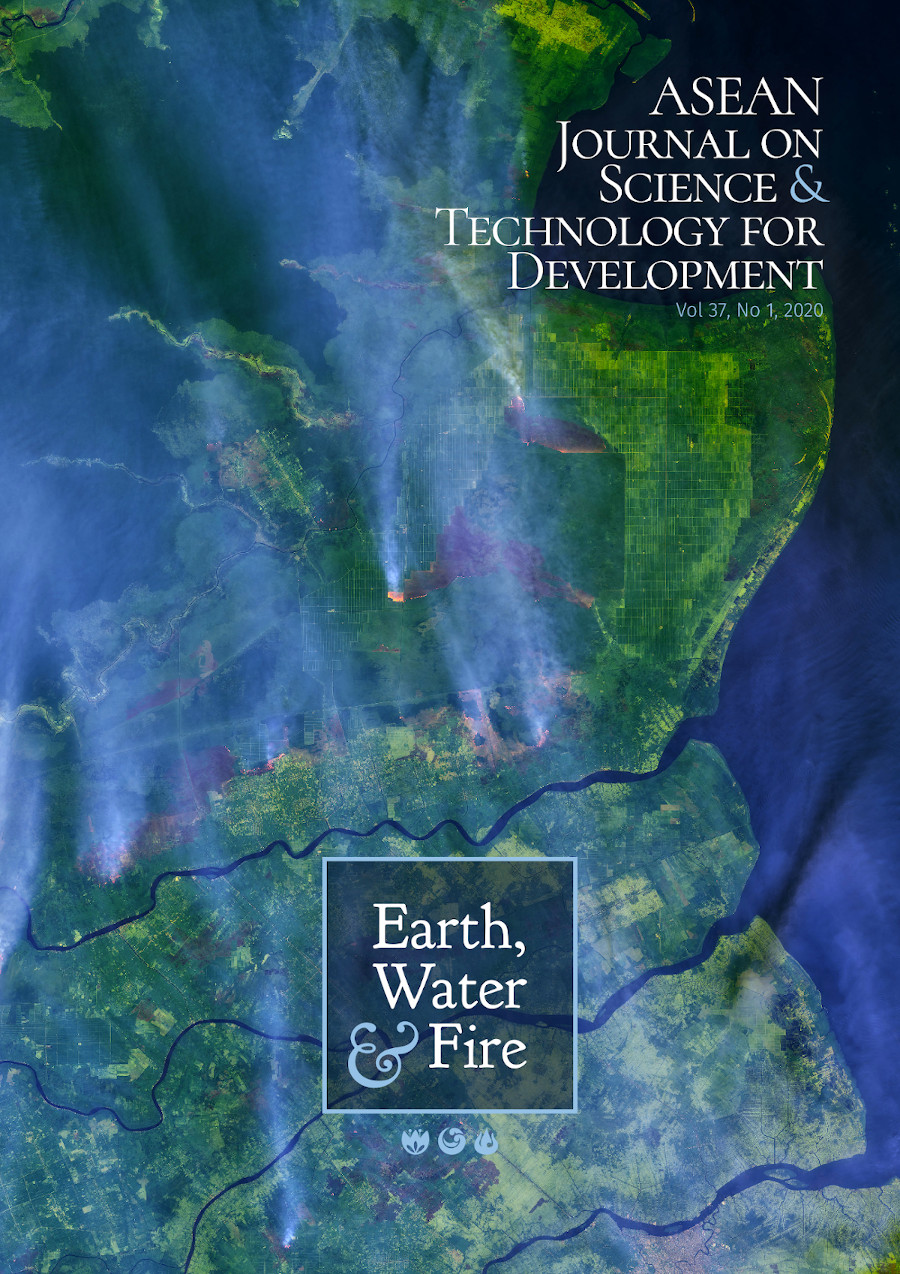 ASEAN
JOURNAL ON
SCIENCE &
TECHNOLOGY FOR
DEVELOPMENT
Vol 37, No 1, 2020
Earth,
Water
& Fire